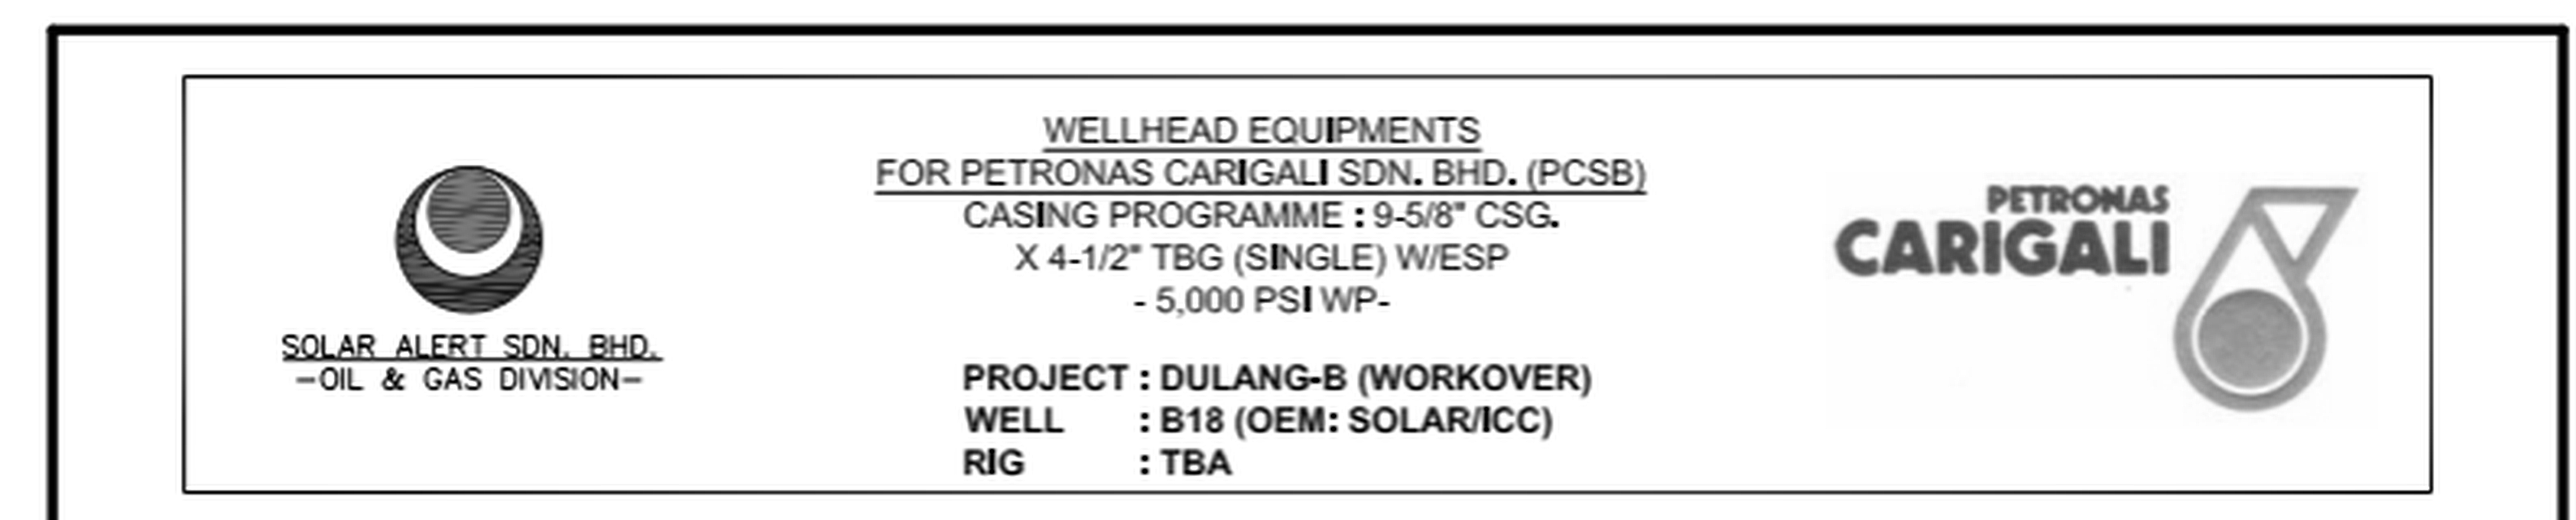 SOLAR ALERT SDN. BHD.
-OIL & GAS DIVISION-
WELLHEAD EQUIPMENTS
FOR PETRONAS CARIGALI SDN. BHD. (PCSB)
CASING PROGRAMME : 9-5/8" CSG.
X 4-1/2" TBG (SINGLE) W/ESP
- 5,000 PSI WP-
PROJECT : DULANG-B (WORKOVER)
WELL : B18 (OEM: SOLAR/ICC)
RIG : TBA
PETRONAS
CARIGALI